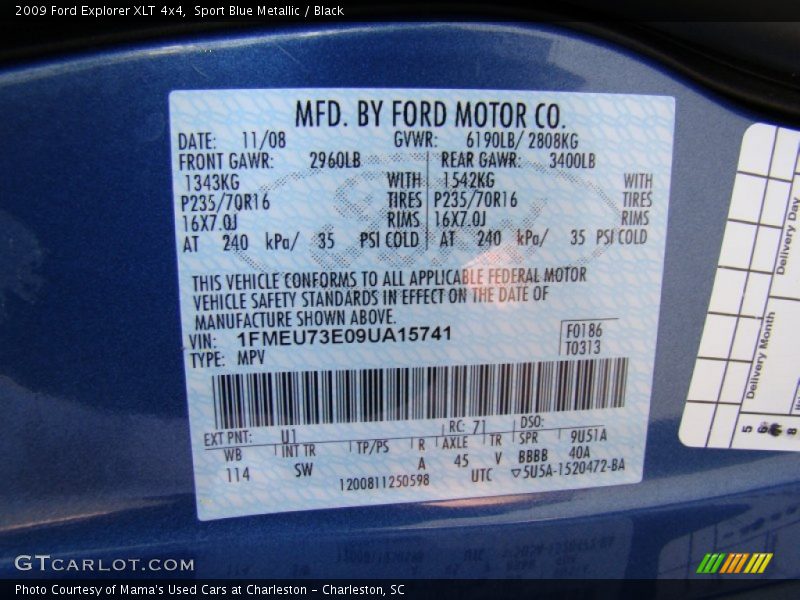 2009 Ford Explorer XLT 4x4,  Sport Blue Metallic / Black
MFD. BY FORD MOTOR CO.
DATE: 11/08 GVWR: 6190LB/ 2808KG
FRONT GAWR: 2960LB REAR GAWR: 3400LB
1343KG WITH 1542KG WITH
P235/70R16 TIRES P235/70R16 TIRES
16X7.0J RIMS 16X7.0J RIMS
AT 240 kPa/ 35 PSI COLD AT 240 kPa/ 35 PSI COLD
THIS VEHICLE CONFORMS TO ALL APPLICABLE FEDERAL MOTOR
VEHICLE SAFETY STANDARDS IN EFFECT ON THE DATE OF
MANUFACTURE SHOWN ABOVE.
VIN: 1FMEU73E09UA15741 F0186
TYPE: MPV T0313
EXT PNT: U1 RC: 71 DSO:
WB INT TR TP/PS R AXLE TR SPR 9U51A
114 SW A 45 V BBBB 40A
1200811250598 UTC ▽5U5A-1520472-BA
Delivery Day
Delivery Month
5 6 8
GTCARLOT.COM
Photo Courtesy of Mama's Used Cars at Charleston – Charleston, SC